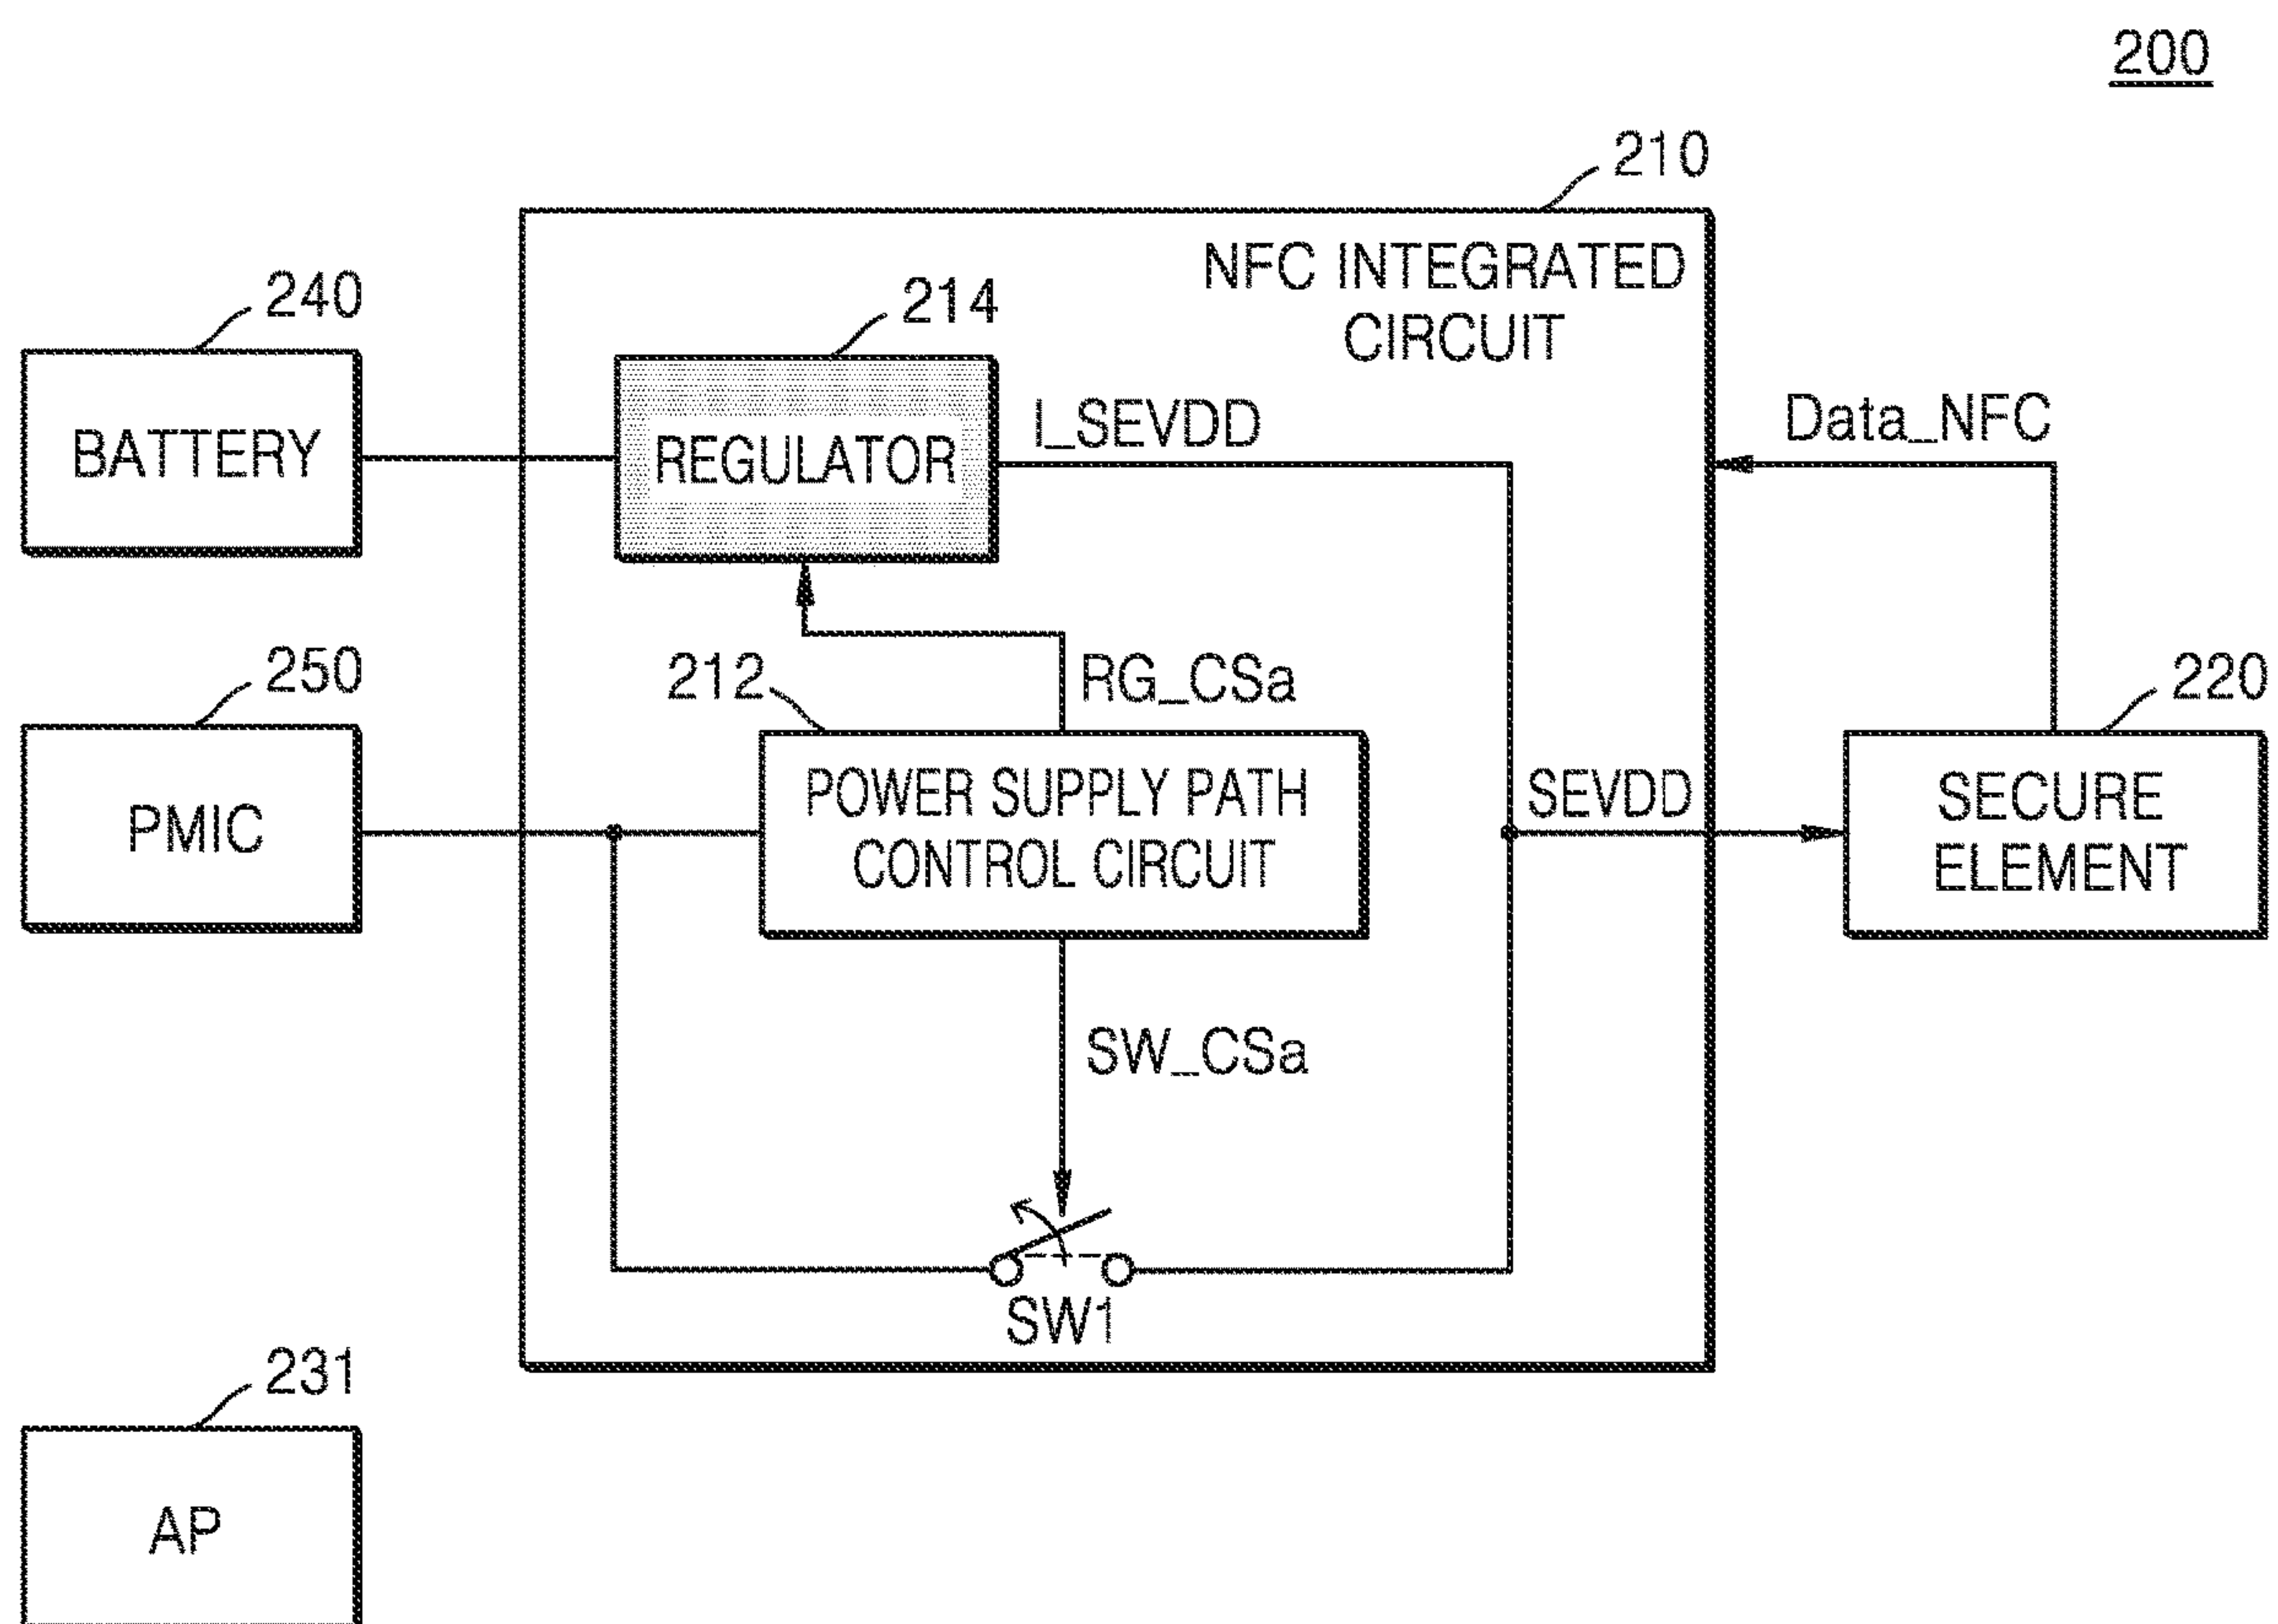 200
210
NFC INTEGRATED
CIRCUIT
240
214
BATTERY
REGULATOR
I_SEVDD
Data_NFC
250
212
RG_CSa
220
PMIC
POWER SUPPLY PATH
CONTROL CIRCUIT
SEVDD
SECURE
ELEMENT
SW_CSa
SW1
231
AP